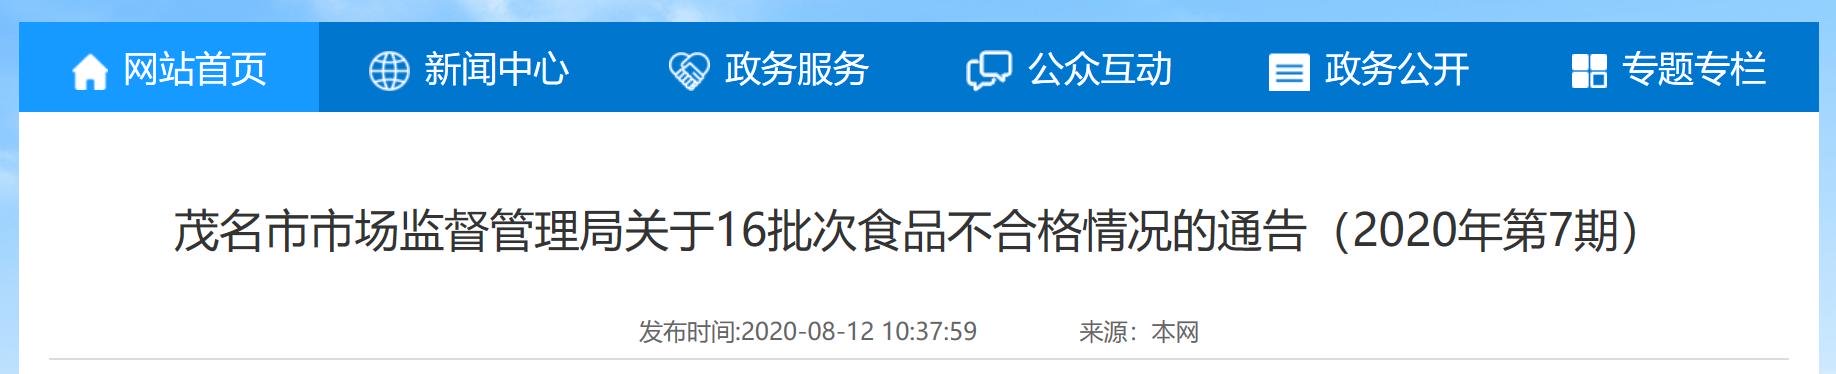 网站首页 新闻中心 政务服务 公众互动 政务公开 专题专栏
茂名市市场监督管理局关于16批次食品不合格情况的通告（2020年第7期）
发布时间:2020-08-12 10:37:59 来源：本网